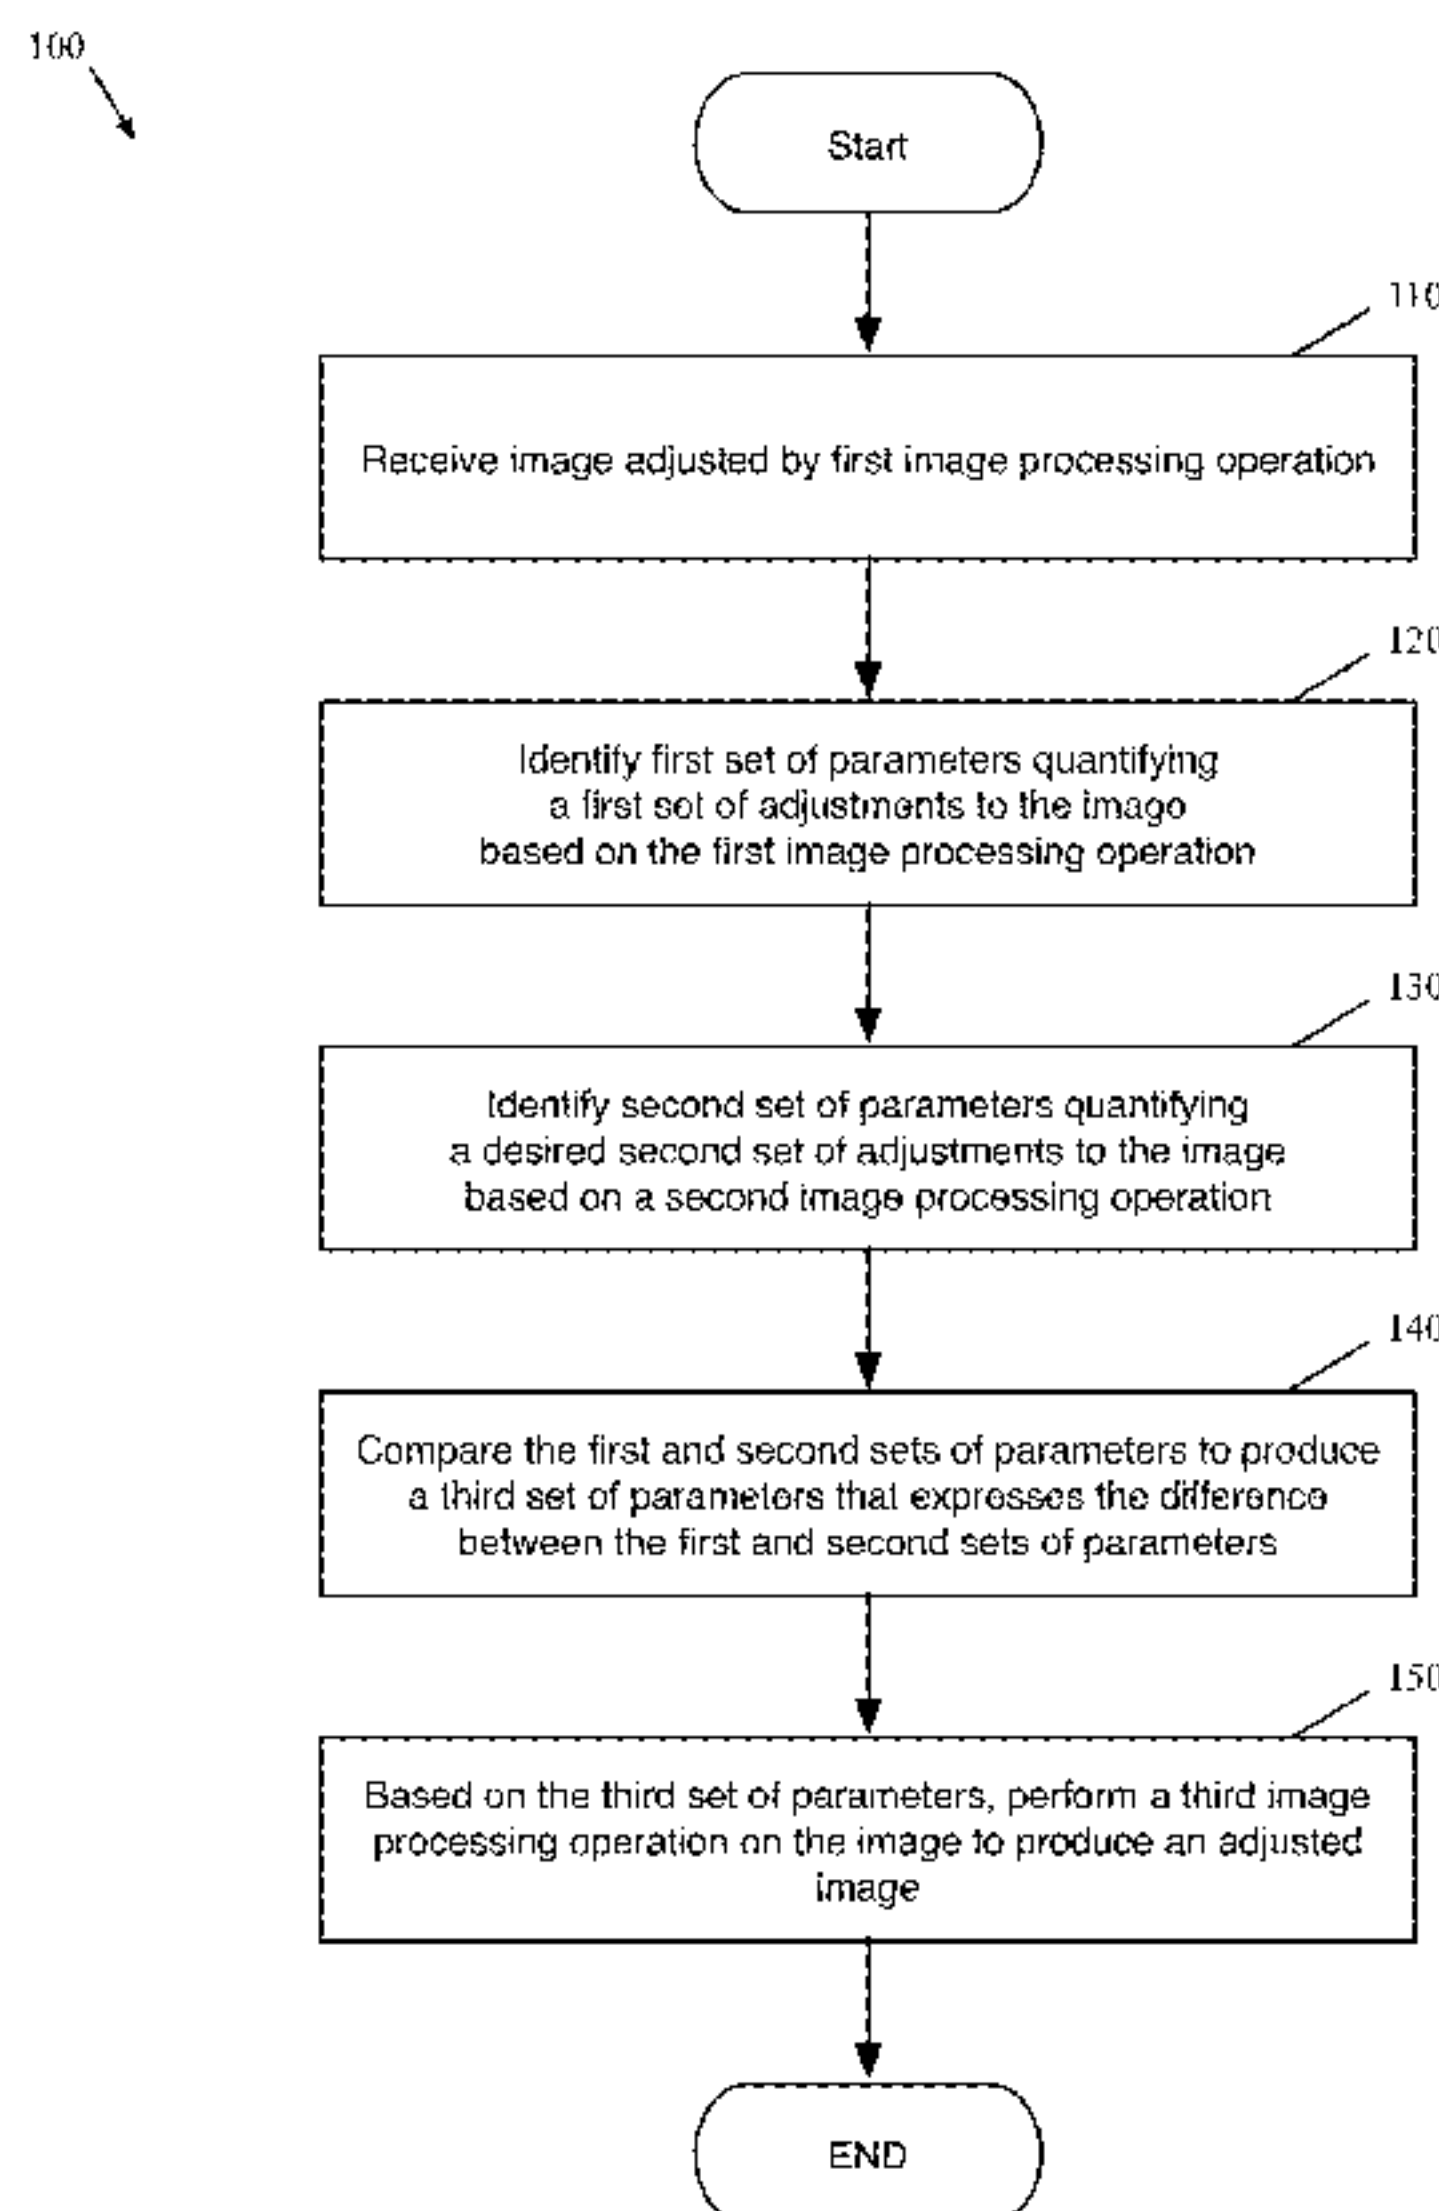 100
Start
110
Receive image adjusted by first image processing operation
120
Identify first set of parameters quantifying
a first set of adjustments to the image
based on the first image processing operation
130
Identify second set of parameters quantifying
a desired second set of adjustments to the image
based on a second image processing operation
140
Compare the first and second sets of parameters to produce
a third set of parameters that expresses the difference
between the first and second sets of parameters
150
Based on the third set of parameters, perform a third image
processing operation on the image to produce an adjusted
image
END